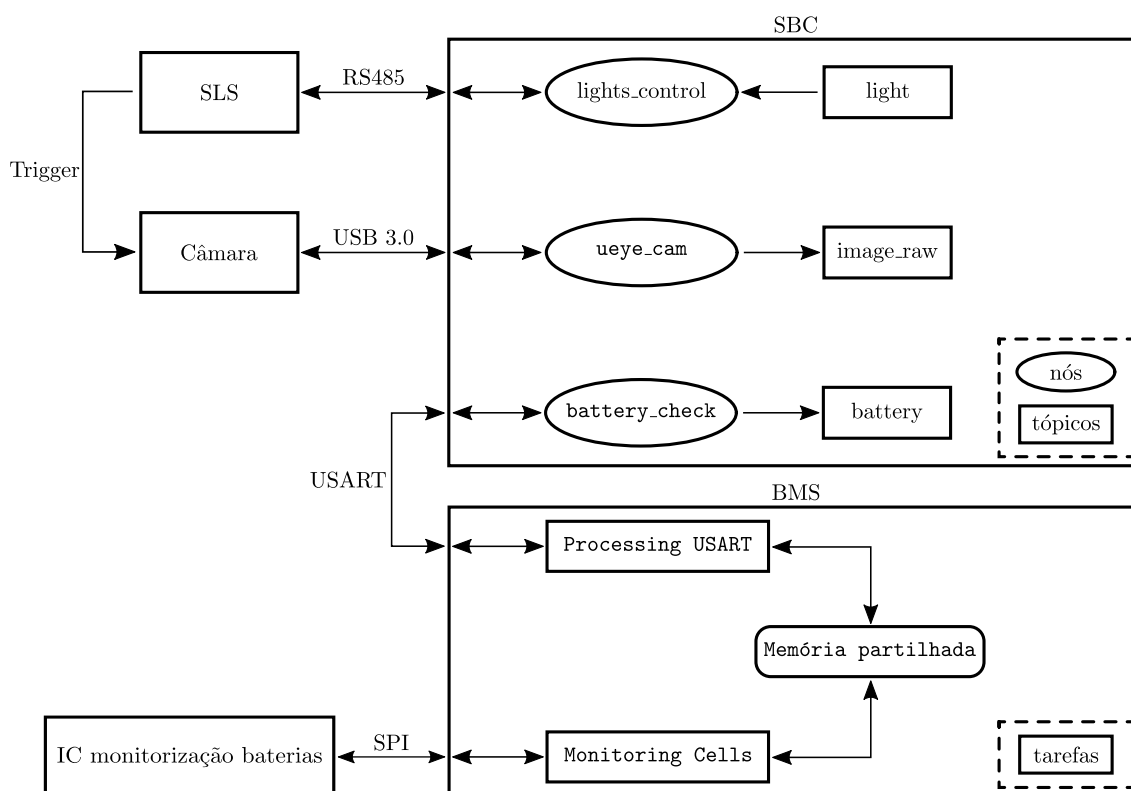 SBC
SLS
RS485
lights_control
light
Trigger
Câmara
USB 3.0
ueye_cam
image_raw
nós
battery_check
battery
tópicos
USART
BMS
Processing USART
Memória partilhada
IC monitorização baterias
SPI
Monitoring Cells
tarefas